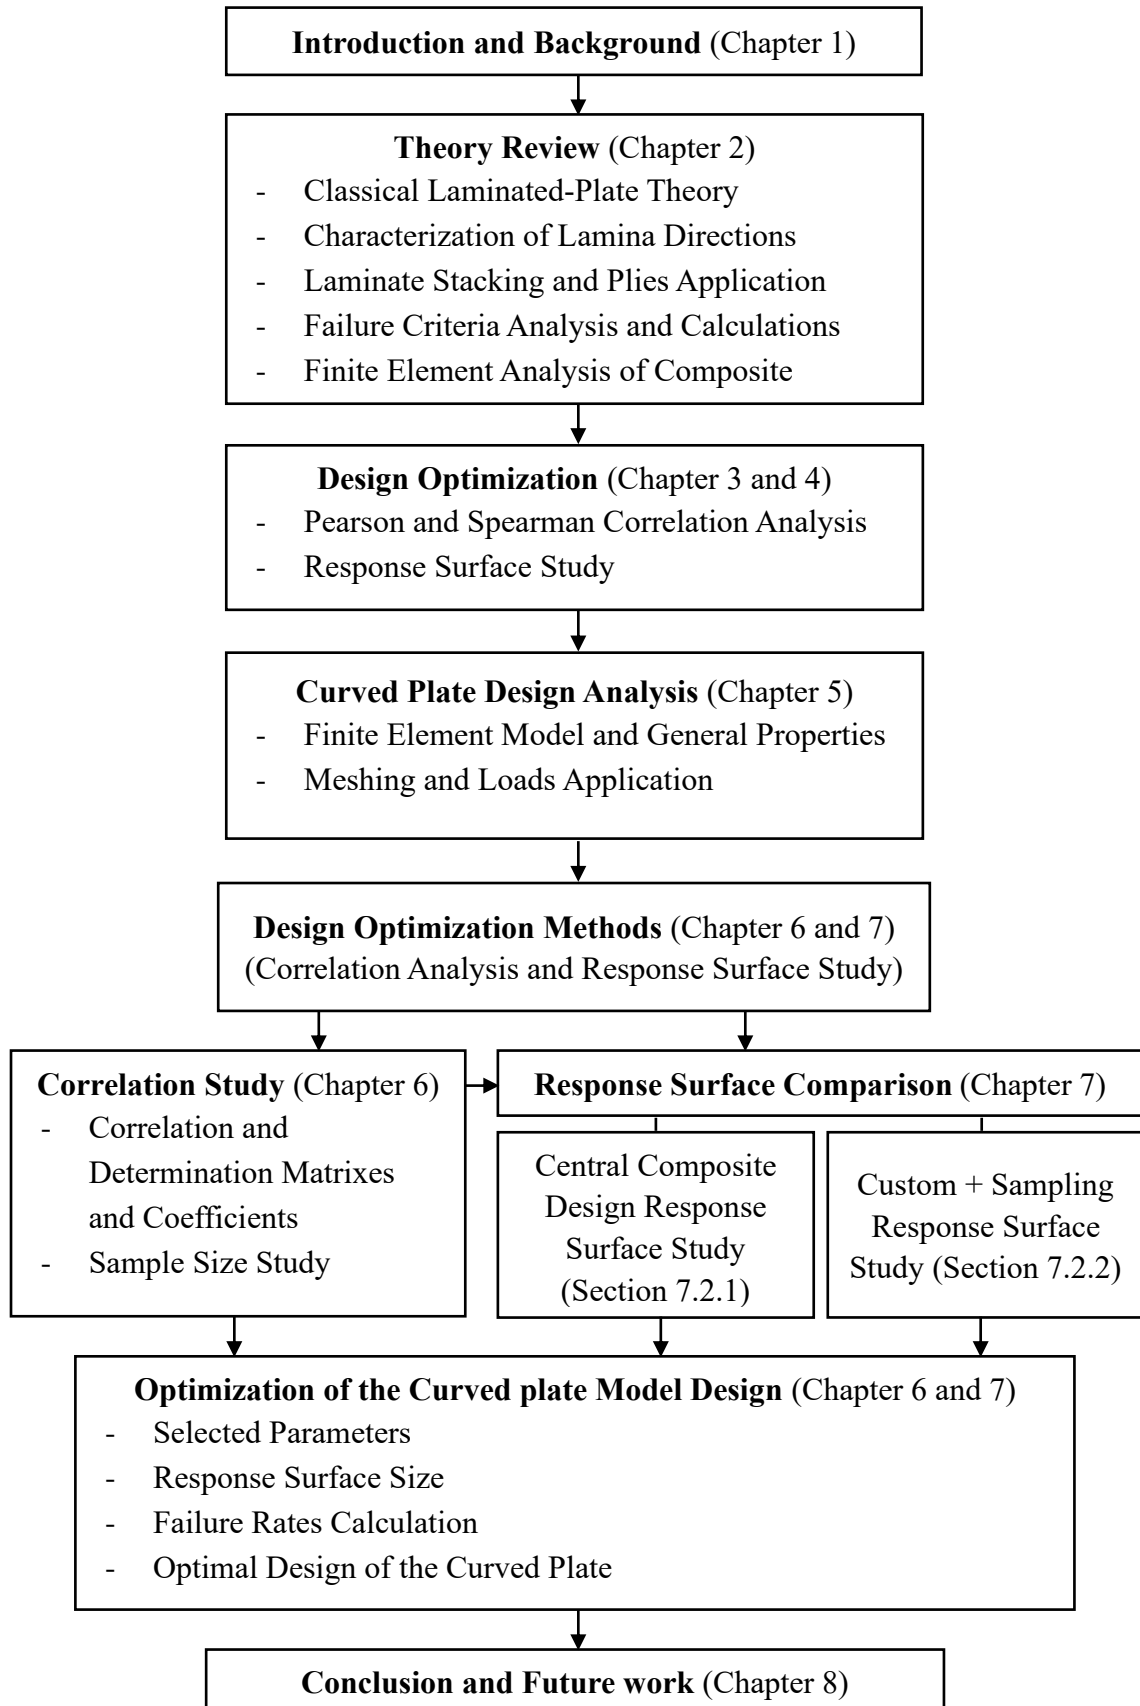 Introduction and Background (Chapter 1)
Theory Review (Chapter 2)
- Classical Laminated-Plate Theory
- Characterization of Lamina Directions
- Laminate Stacking and Plies Application
- Failure Criteria Analysis and Calculations
- Finite Element Analysis of Composite
Design Optimization (Chapter 3 and 4)
- Pearson and Spearman Correlation Analysis
- Response Surface Study
Curved Plate Design Analysis (Chapter 5)
- Finite Element Model and General Properties
- Meshing and Loads Application
Design Optimization Methods (Chapter 6 and 7)
(Correlation Analysis and Response Surface Study)
Correlation Study (Chapter 6)
- Correlation and
Determination Matrixes
and Coefficients
- Sample Size Study
Response Surface Comparison (Chapter 7)
Central Composite
Design Response
Surface Study
(Section 7.2.1)
Custom + Sampling
Response Surface
Study (Section 7.2.2)
Optimization of the Curved plate Model Design (Chapter 6 and 7)
- Selected Parameters
- Response Surface Size
- Failure Rates Calculation
- Optimal Design of the Curved Plate
Conclusion and Future work (Chapter 8)